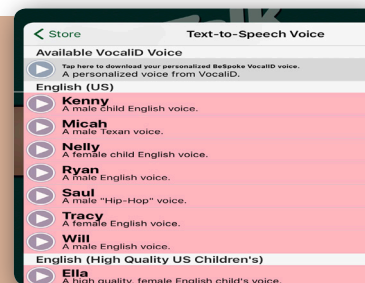 Talk
Store
Text-to-Speech Voice
Available VocaliD Voice
Tap here to download your personalized BeSpoke VocaliD voice.
A personalized voice from VocaliD.
English (US)
Kenny
A male child English voice.
Micah
A male Texan voice.
Nelly
A female child English voice.
Ryan
A male English voice.
Saul
A male "Hip-Hop" voice.
Tracy
A female English voice.
Will
A male English voice.
English (High Quality US Children's)
Ella
A high quality, female English child's voice.